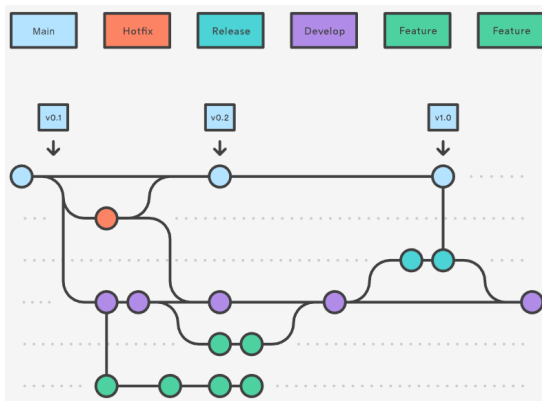 Main
Hotfix
Release
Develop
Feature
Feature
v0.1
v0.2
v1.0